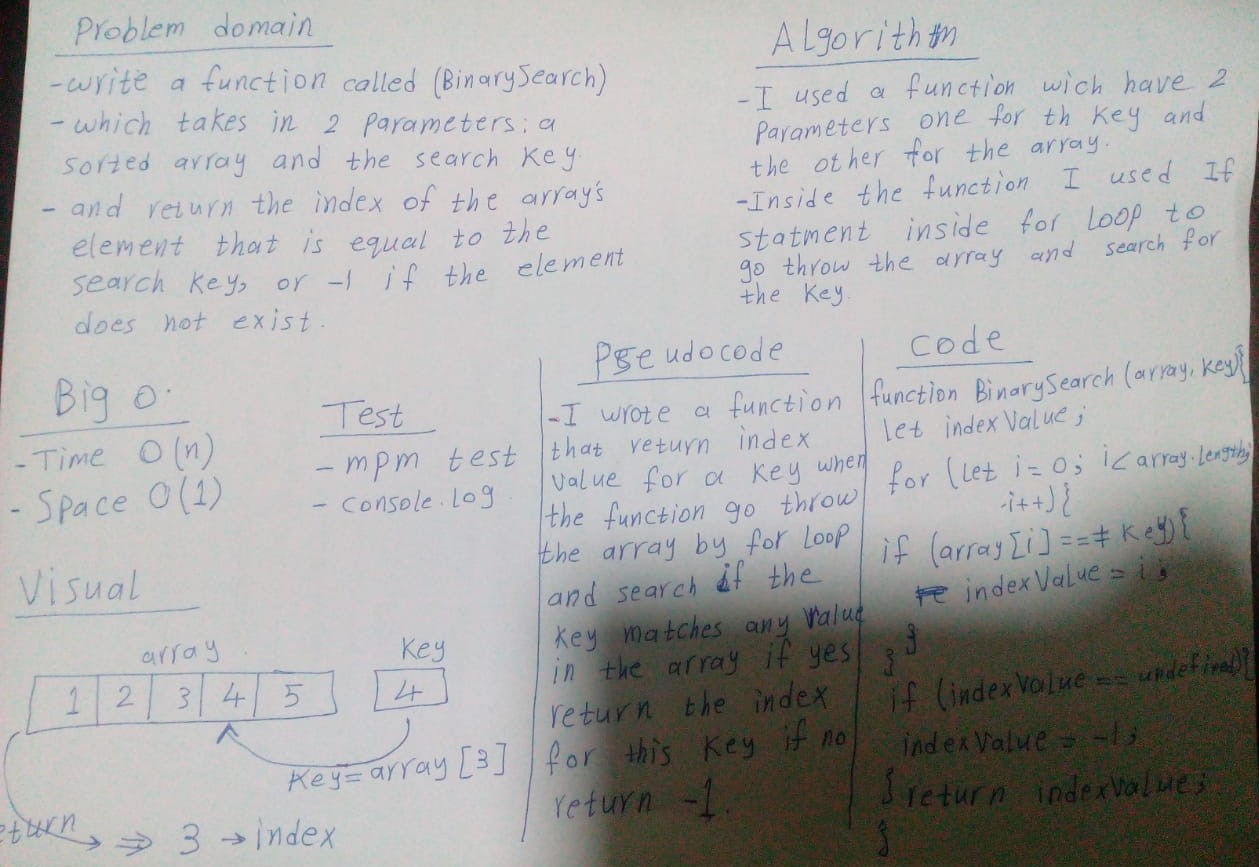 Problem domain
-write a function called (BinarySearch)
-which takes in 2 Parameters: a
sorted array and the search Key.
- and return the index of the array's
element that is equal to the
search Key, or -1 if the element
does not exist.
Algorithm
-I used a function wich have 2
Parameters one for th Key and
the other for the array.
-Inside the function I used If
statment inside for Loop to
go throw the array and search for
the Key.
Big O:
-Time O(n)
-Space O(1)
Test
-mpm test
-console.log
Visual
array
Key
1 2 3 4 5
4
Key=array[3]
eturn
⇒ 3 → index
Pseudocode
-I wrote a function
that return index
value for a Key when
the function go throw
the array by for Loop
and search if the
Key matches any value
in the array if yes
return the index
for this Key if no
return -1.
code
function BinarySearch (array, Key){
Let indexValue;
for (Let i=0; i<array.length;
i++){
if (array[i]=== Key){
indexValue = i;
}
}
if (indexValue == undefined){
indexValue = -1;
} return indexValue;
}